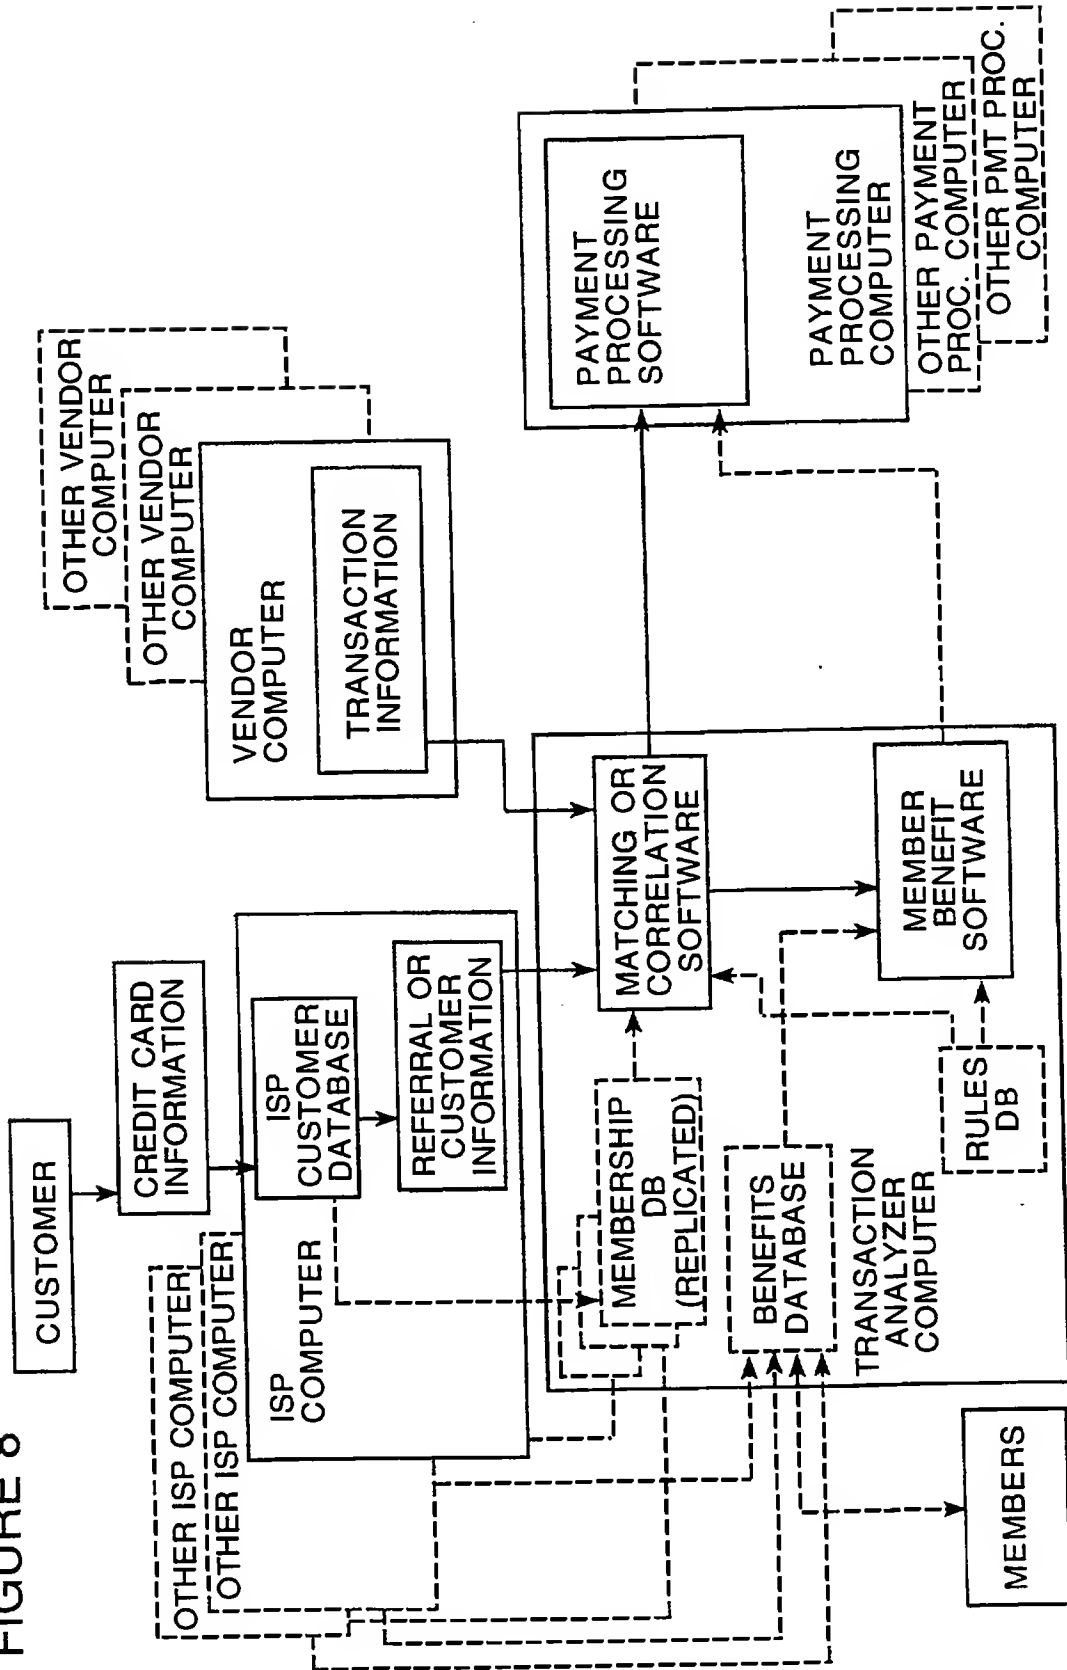 FIGURE 8
CUSTOMER
CREDIT CARD
INFORMATION
OTHER ISP COMPUTER
OTHER ISP COMPUTER
ISP
COMPUTER
ISP
CUSTOMER
DATABASE
REFERRAL OR
CUSTOMER
INFORMATION
OTHER VENDOR
COMPUTER
OTHER VENDOR
COMPUTER
VENDOR
COMPUTER
TRANSACTION
INFORMATION
MEMBERSHIP
DB
(REPLICATED)
MATCHING OR
CORRELATION
SOFTWARE
BENEFITS
DATABASE
MEMBER
BENEFIT
SOFTWARE
TRANSACTION
ANALYZER
COMPUTER
RULES
DB
MEMBERS
PAYMENT
PROCESSING
SOFTWARE
PAYMENT
PROCESSING
COMPUTER
OTHER PAYMENT
PROC. COMPUTER
OTHER PMT PROC.
COMPUTER